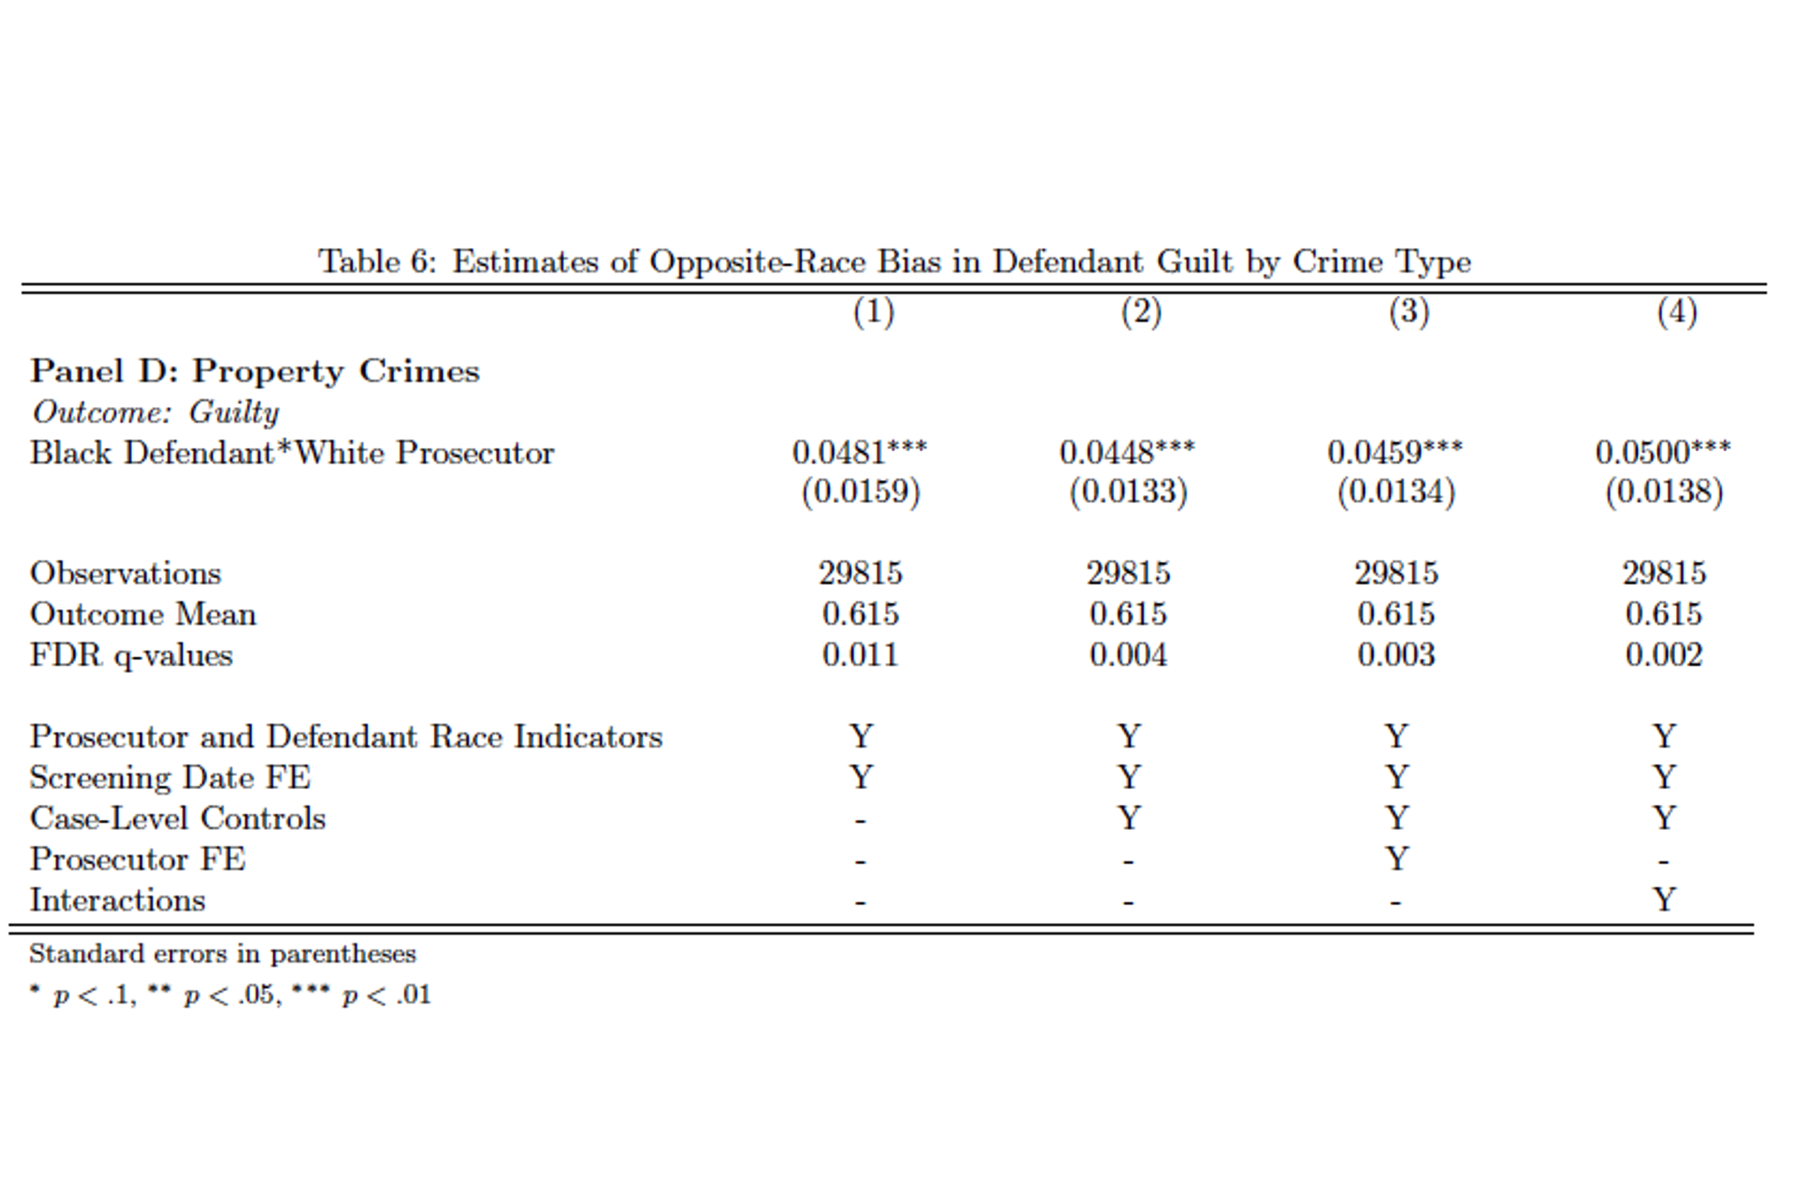 Table 6: Estimates of Opposite-Race Bias in Defendant Guilt by Crime Type
(1) (2) (3) (4)
Panel D: Property Crimes
Outcome: Guilty
Black Defendant*White Prosecutor 0.0481*** 0.0448*** 0.0459*** 0.0500***
(0.0159) (0.0133) (0.0134) (0.0138)
Observations 29815 29815 29815 29815
Outcome Mean 0.615 0.615 0.615 0.615
FDR q-values 0.011 0.004 0.003 0.002
Prosecutor and Defendant Race Indicators Y Y Y Y
Screening Date FE Y Y Y Y
Case-Level Controls - Y Y Y
Prosecutor FE - - Y -
Interactions - - - Y
Standard errors in parentheses
* p < .1, ** p < .05, *** p < .01